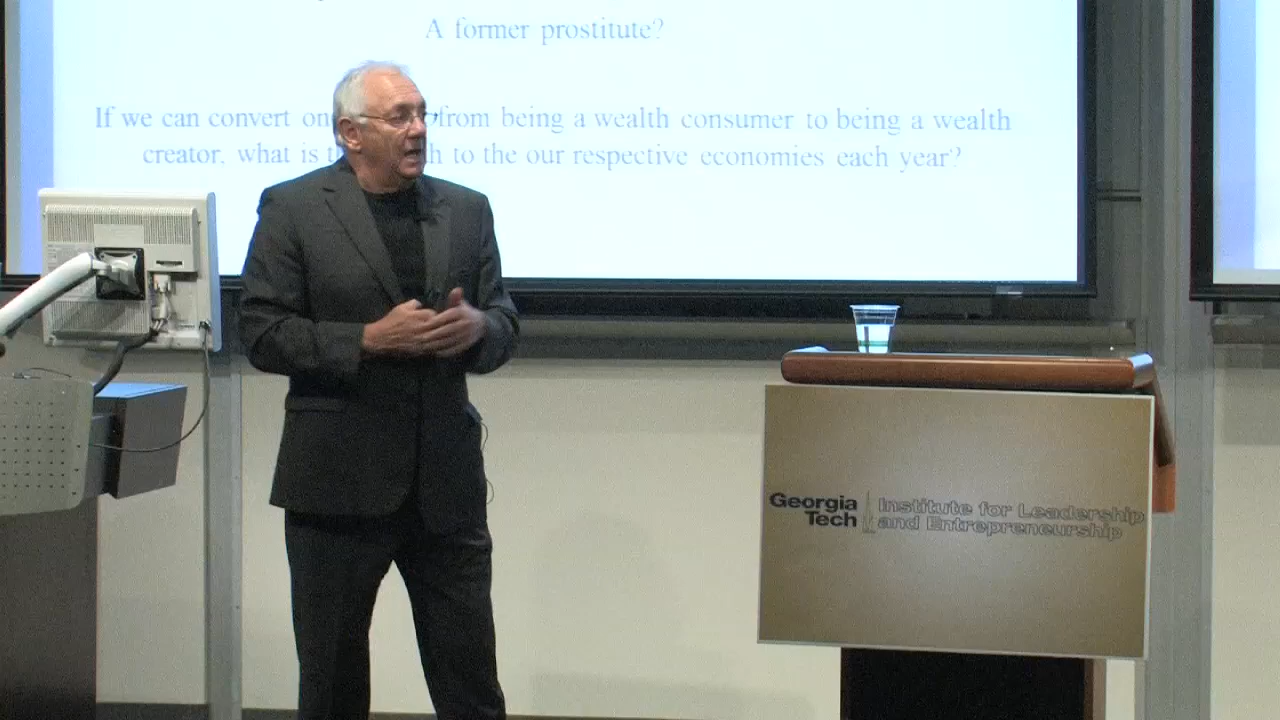 A former prostitute?
If we can convert from being a wealth consumer to being a wealth
creator, what is to the our respective economies each year?
Georgia Tech
Institute for Leadership
and Entrepreneurship